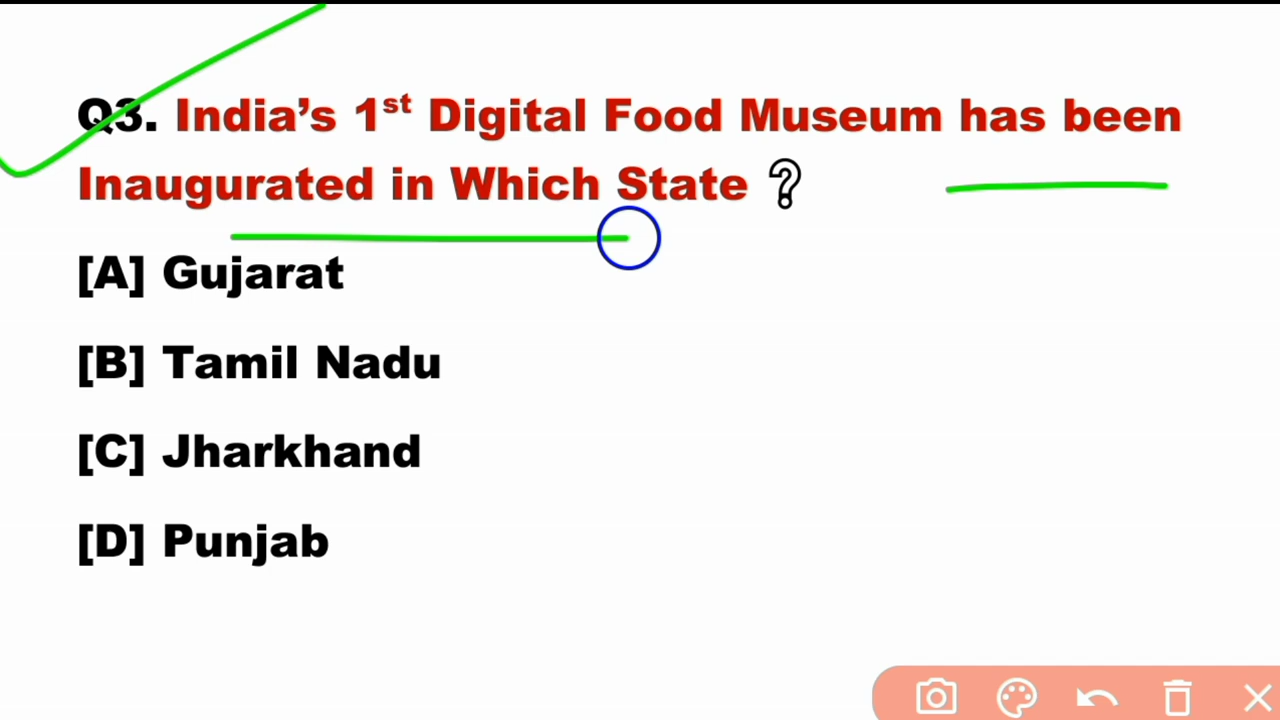 Q3. India’s 1st Digital Food Museum has been
Inaugurated in Which State ?
[A] Gujarat
[B] Tamil Nadu
[C] Jharkhand
[D] Punjab